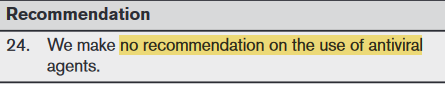 Recommendation
24. We make no recommendation on the use of antiviral
agents.